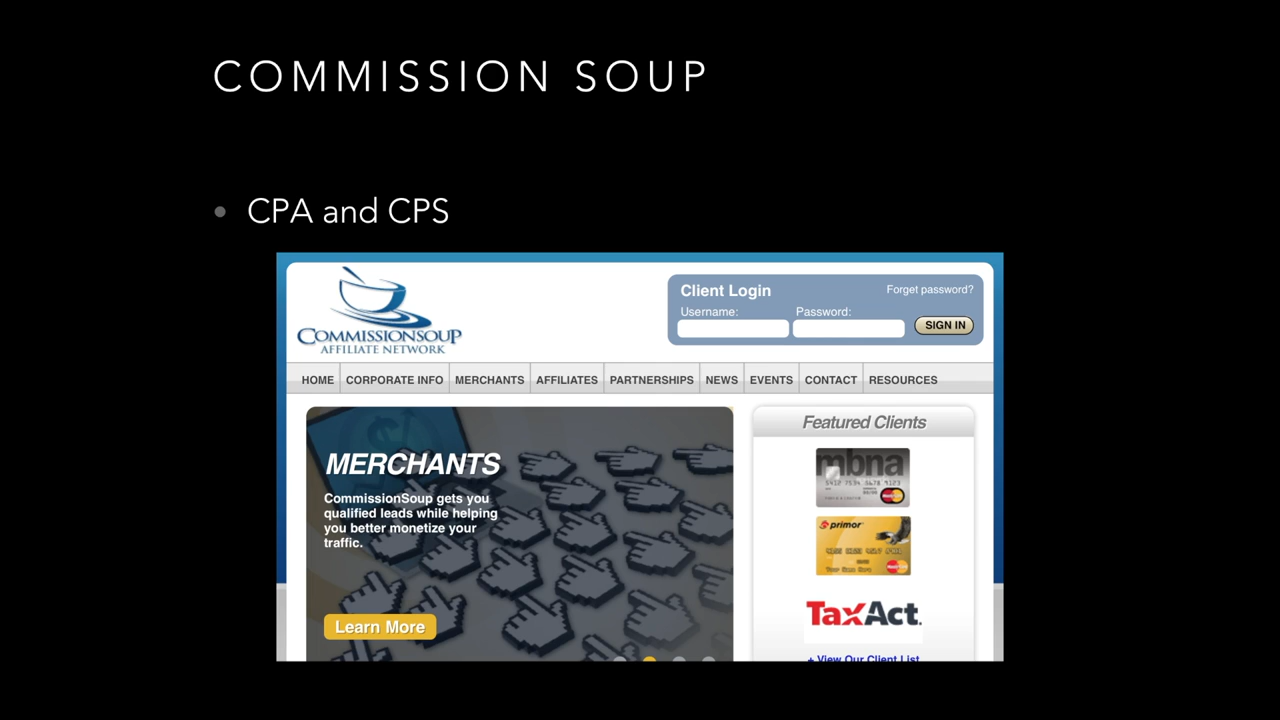 COMMISSION SOUP
CPA and CPS
COMMISSIONSOUP
AFFILIATE NETWORK
Client Login
Forget password?
Username:
Password:
SIGN IN
HOME CORPORATE INFO MERCHANTS AFFILIATES PARTNERSHIPS NEWS EVENTS CONTACT RESOURCES
MERCHANTS
CommissionSoup gets you
qualified leads while helping
you better monetize your
traffic.
Learn More
Featured Clients
mbna
primor
TaxAct.
+ View Our Client List